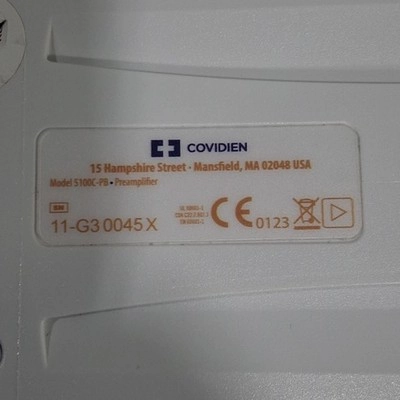 COVIDIEN
15 Hampshire Street · Mansfield, MA 02048 USA
Model 5100C-PB • Preamplifier
SN
11-G3 0045 X
CE 0123